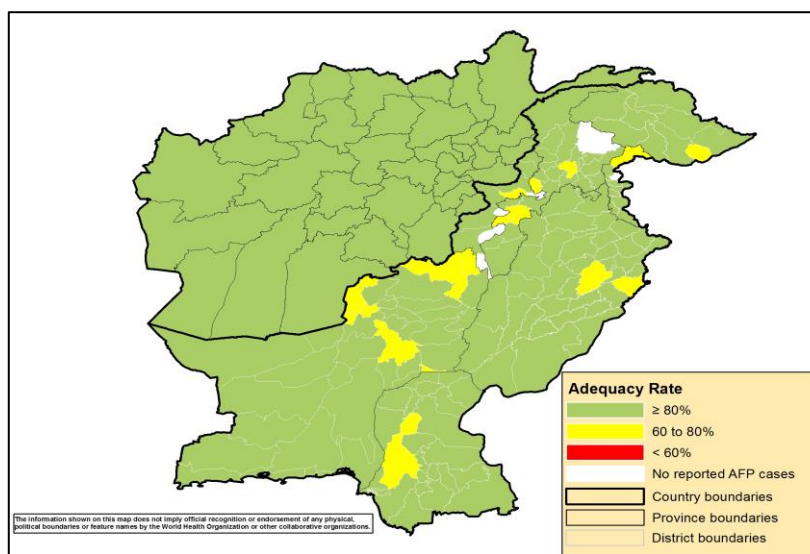 Adequacy Rate
≥ 80%
60 to 80%
< 60%
No reported AFP cases
Country boundaries
Province boundaries
District boundaries
The information shown on this map does not imply official recognition or endorsement of any physical,
political boundaries or feature names by the World Health Organization or other collaborative organizations.